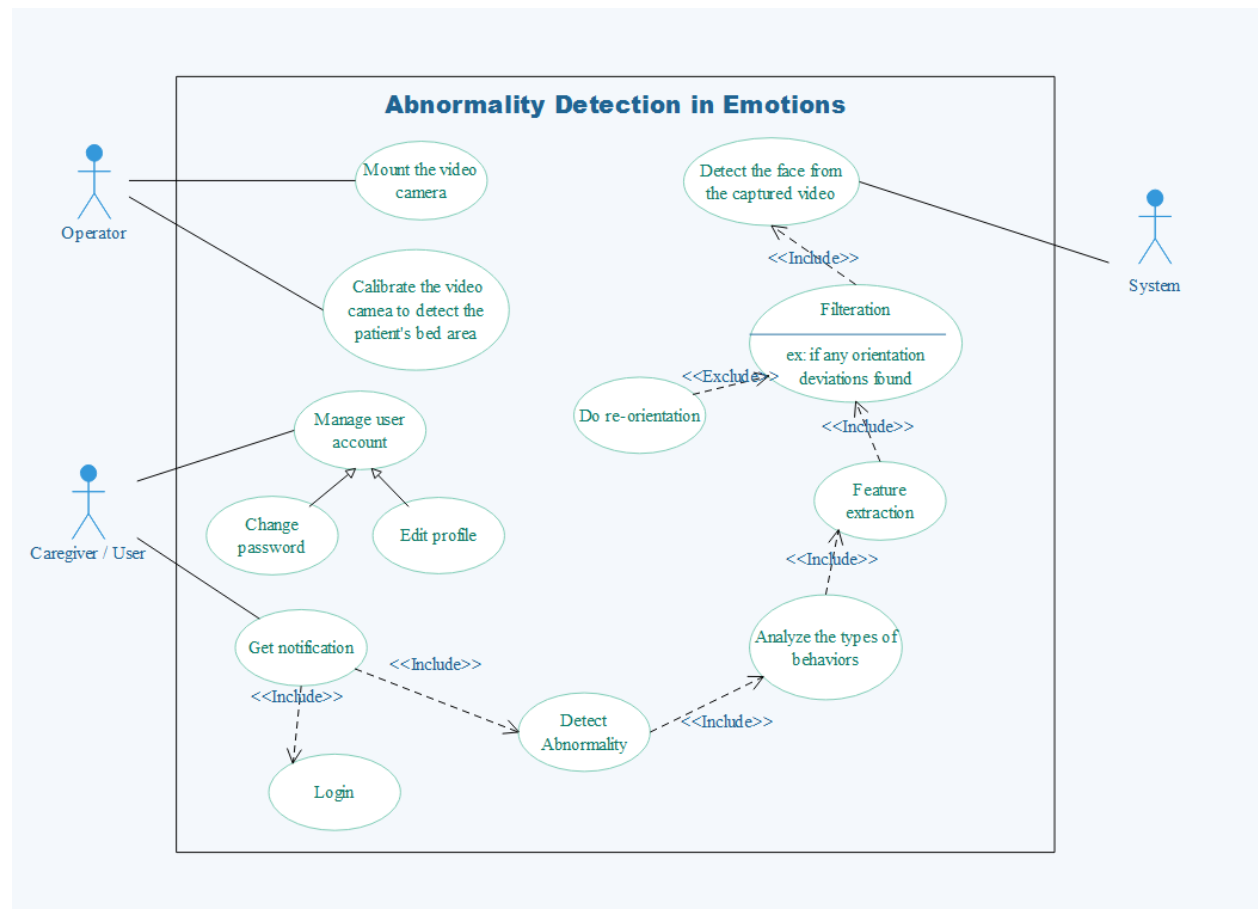 Abnormality Detection in Emotions
Mount the video
camera
Detect the face from
the captured video
Operator
System
<<Include>>
Calibrate the video
camea to detect the
patient's bed area
Filteration
ex: if any orientation
deviations found
<<Exclude>>
Do re-orientation
Manage user
account
<<Include>>
Feature
extraction
Change
password
Edit profile
Caregiver / User
<<Include>>
Get notification
Analyze the types of
behaviors
<<Include>>
<<Include>>
Detect
Abnormality
<<Include>>
Login